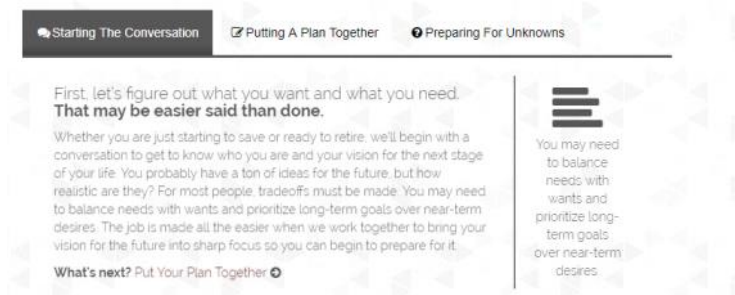 Starting The Conversation
Putting A Plan Together
Preparing For Unknowns
First, let's figure out what you want and what you need.
That may be easier said than done.
Whether you are just starting to save or ready to retire, we'll begin with a
conversation to get to know who you are and your vision for the next stage
of your life. You probably have a ton of ideas for the future, but how
realistic are they? For most people, tradeoffs must be made. You may need
to balance needs with wants and prioritize long-term goals over near-term
desires. The job is made all the easier when we work together to bring your
vision for the future into sharp focus so you can begin to prepare for it.
What's next? Put Your Plan Together
You may need
to balance
needs with
wants and
prioritize long-
term goals
over near-term
desires.